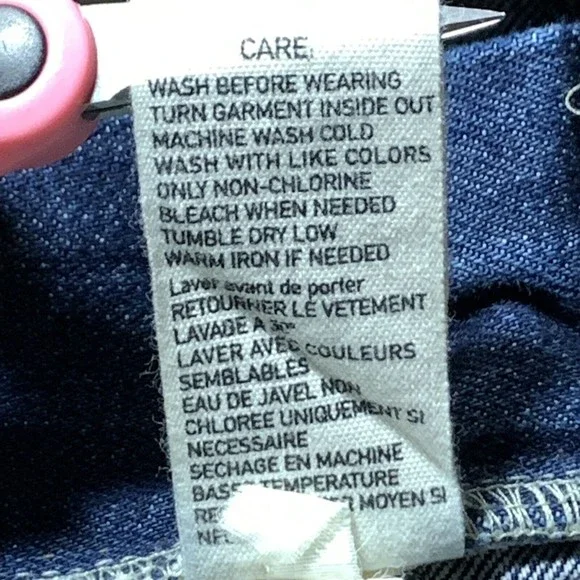 CARE
WASH BEFORE WEARING
TURN GARMENT INSIDE OUT
MACHINE WASH COLD
WASH WITH LIKE COLORS
ONLY NON-CHLORINE
BLEACH WHEN NEEDED
TUMBLE DRY LOW
WARM IRON IF NEEDED
Laver avant de porter
RETOURNER LE VETEMENT
LAVAGE A
LAVER AVEC COULEURS
SEMBLABLES
EAU DE JAVEL NON
CHLOREE UNIQUEMENT SI
NECESSAIRE
SECHAGE EN MACHINE
BASSE TEMPERATURE
MOYEN SI